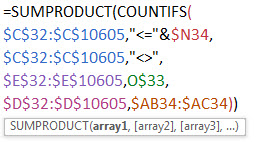 =SUMPRODUCT(COUNTIFS(
$C$32:$C$10605,"<="&$N34,
$C$32:$C$10605,"<>",
$E$32:$E$10605,O$33,
$D$32:$D$10605,$AB34:$AC34))
SUMPRODUCT(array1, [array2], [array3], ...)